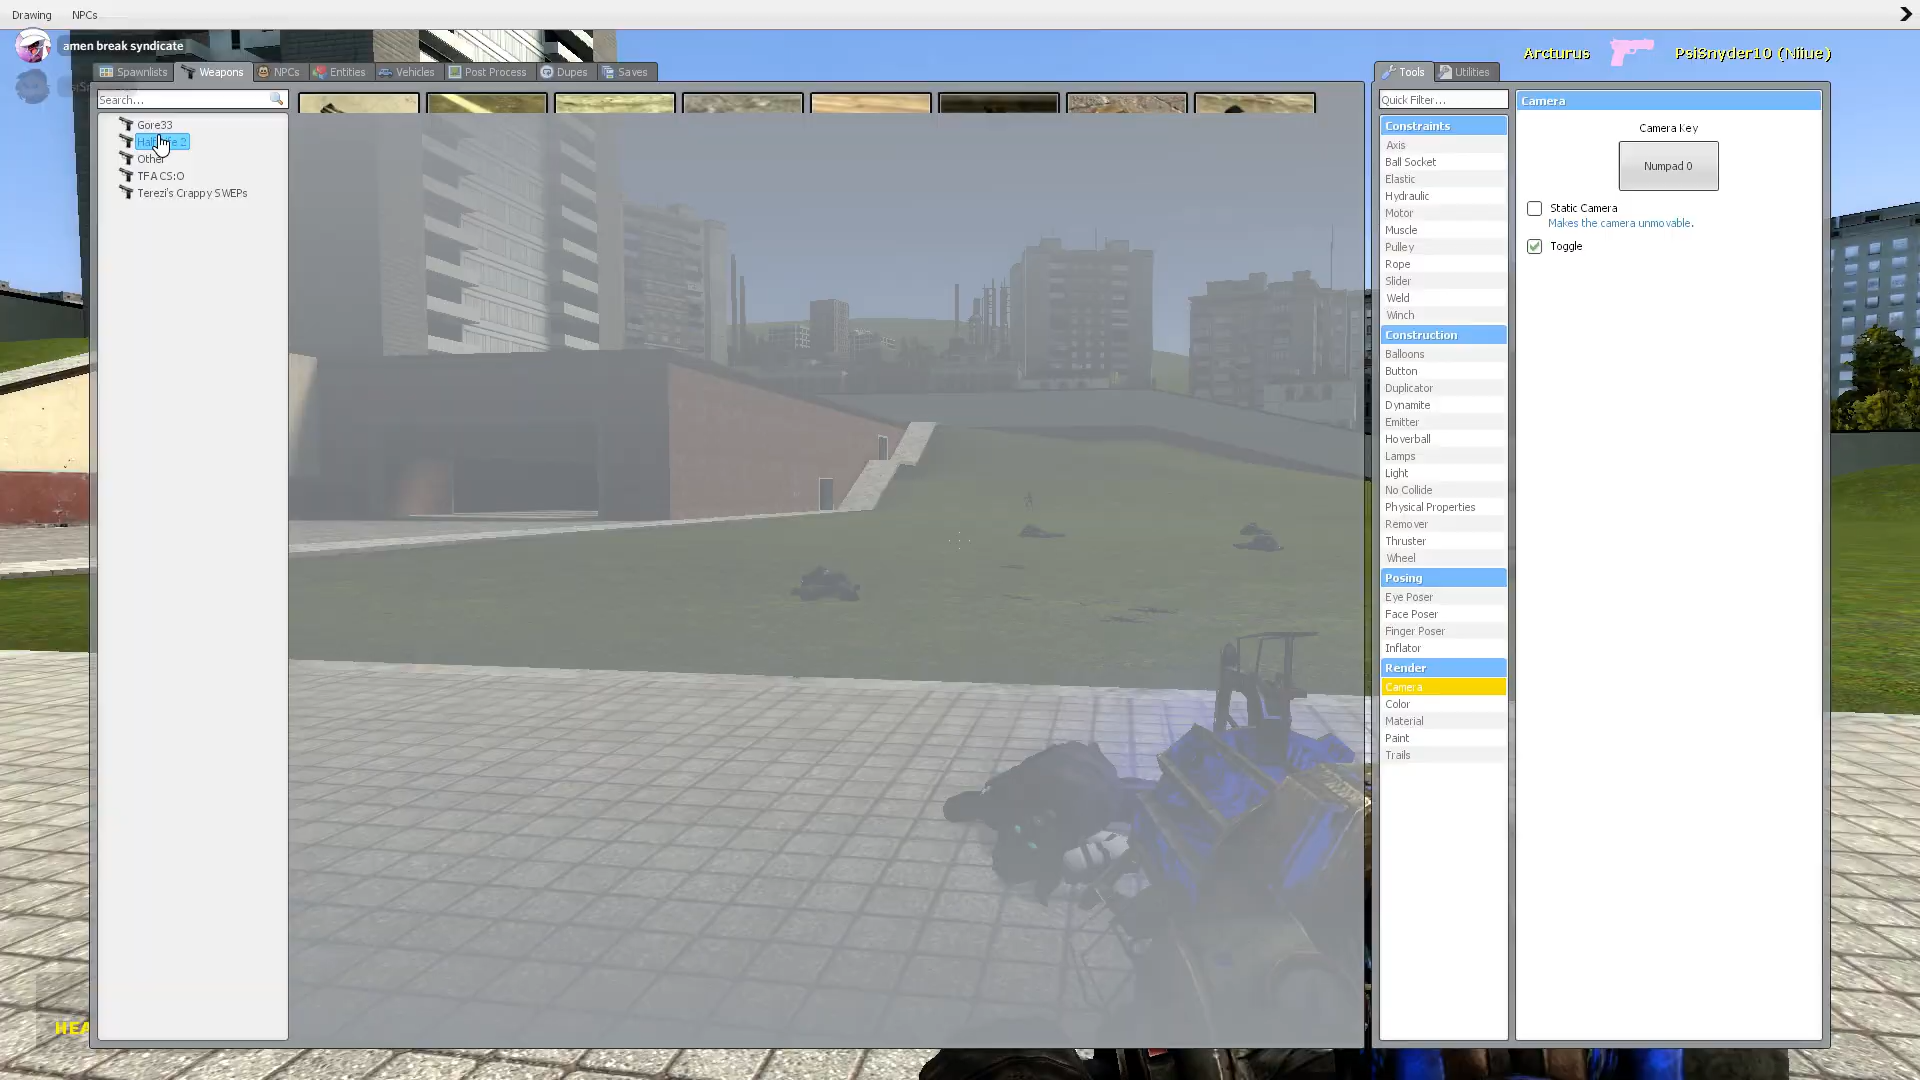 Drawing NPCs
amen break syndicate
Arcturus PsiSnyder10 (Niiue)
Spawnlists Weapons NPCs Entities Vehicles Post Process Dupes Saves
Search...
Gore33
Half-Life 2
Other
TFA CS:O
Terezi's Crappy SWEPs
HEA
Tools Utilities
Quick Filter...
Constraints
Axis
Ball Socket
Elastic
Hydraulic
Motor
Muscle
Pulley
Rope
Slider
Weld
Winch
Construction
Balloons
Button
Duplicator
Dynamite
Emitter
Hoverball
Lamps
Light
No Collide
Physical Properties
Remover
Thruster
Wheel
Posing
Eye Poser
Face Poser
Finger Poser
Inflator
Render
Camera
Color
Material
Paint
Trails
Camera
Camera Key
Numpad 0
Static Camera
Makes the camera unmovable.
Toggle